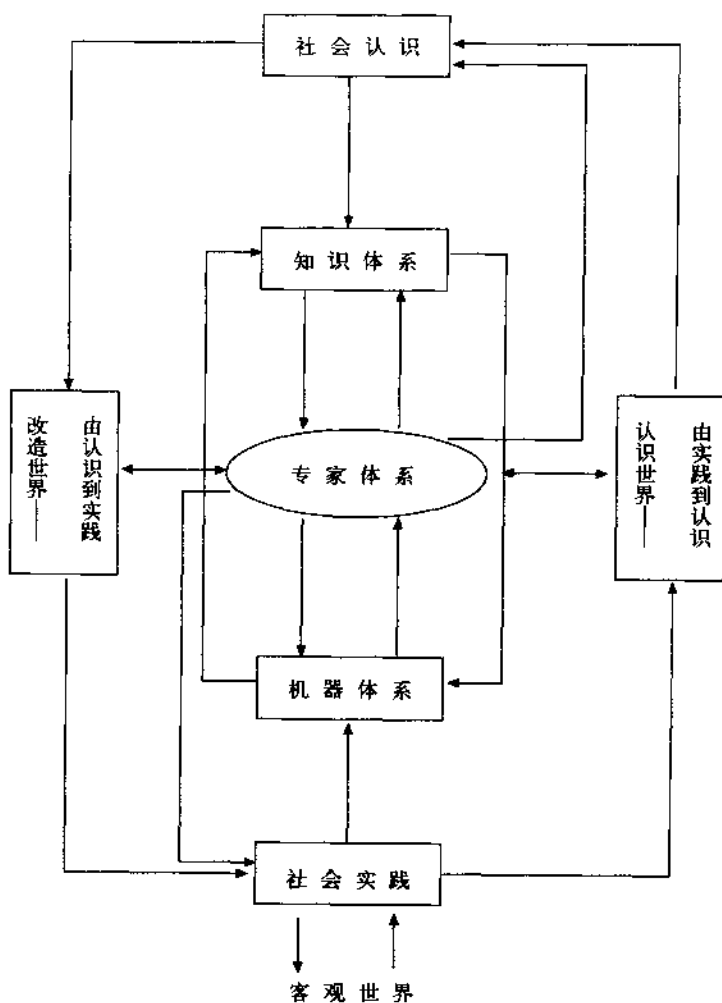 社会认识
知识体系
改造世界——
由认识到实践
专家体系
认识世界——
由实践到认识
机器体系
社会实践
客观世界